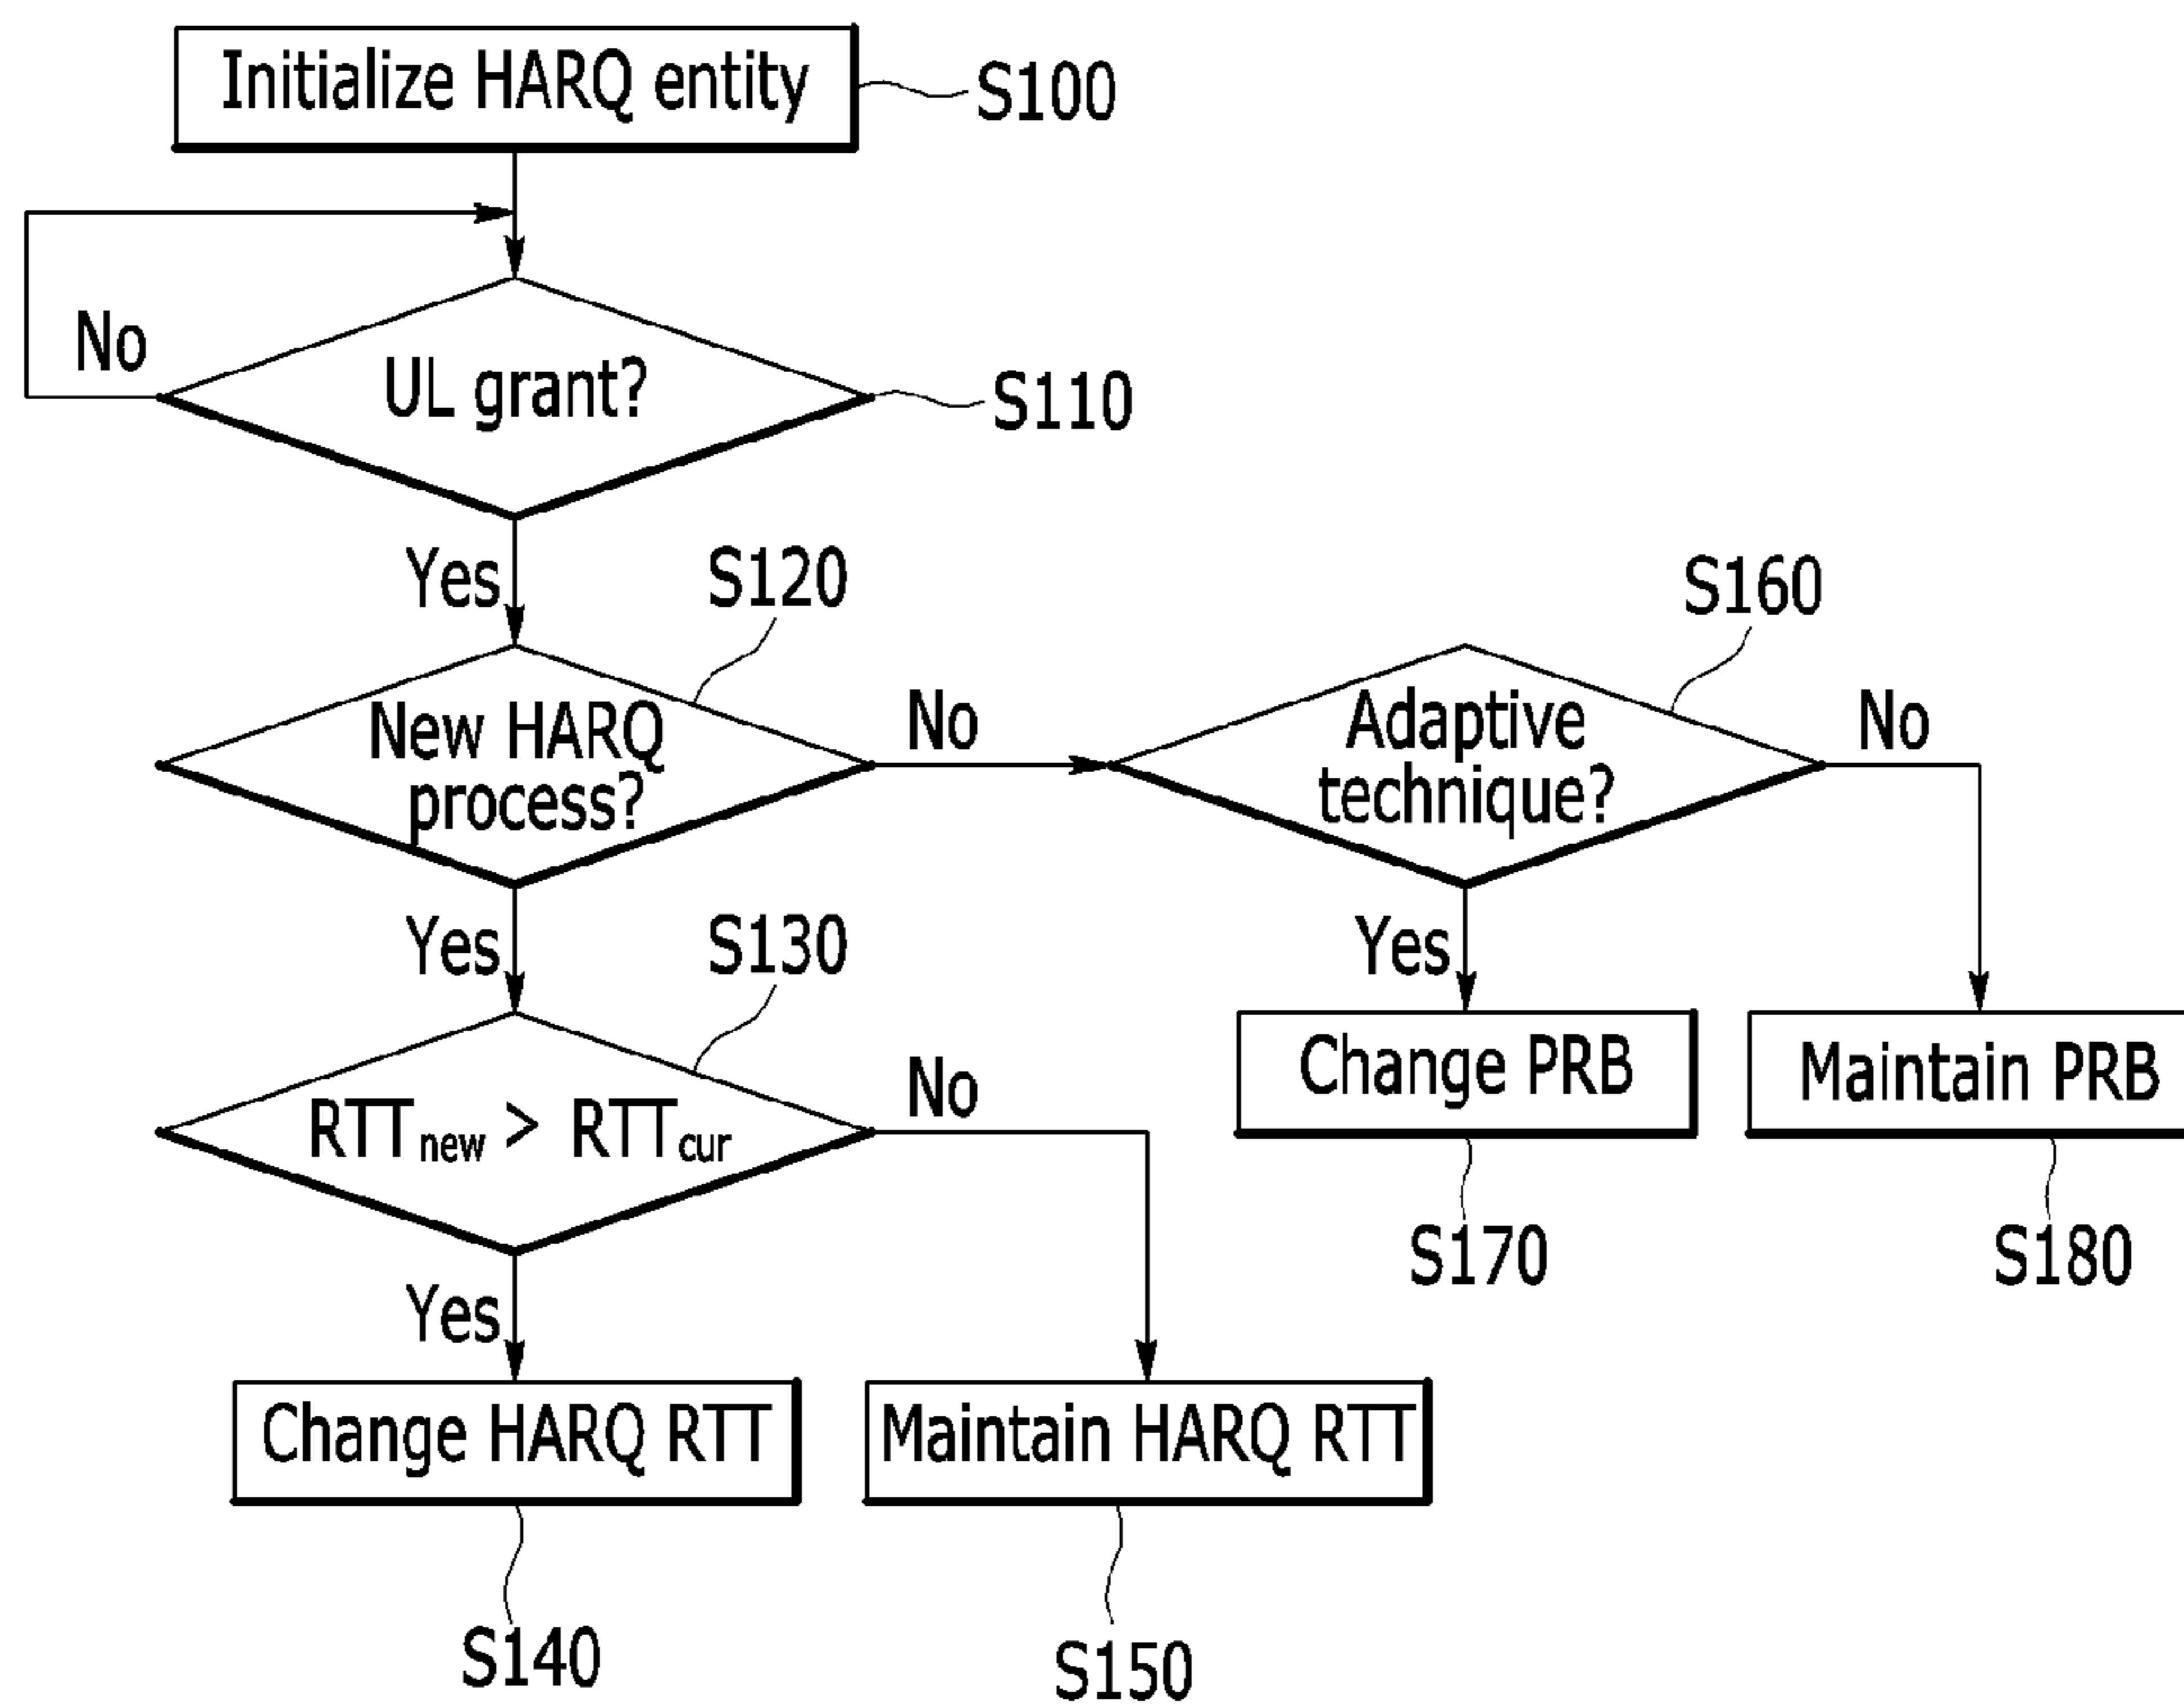 Initialize HARQ entity
S100
No
UL grant?
S110
Yes
S120
S160
New HARQ
process?
No
Adaptive
technique?
No
Yes
S130
Yes
Change PRB
Maintain PRB
RTTnew > RTTcur
No
S170
S180
Yes
Change HARQ RTT
Maintain HARQ RTT
S140
S150